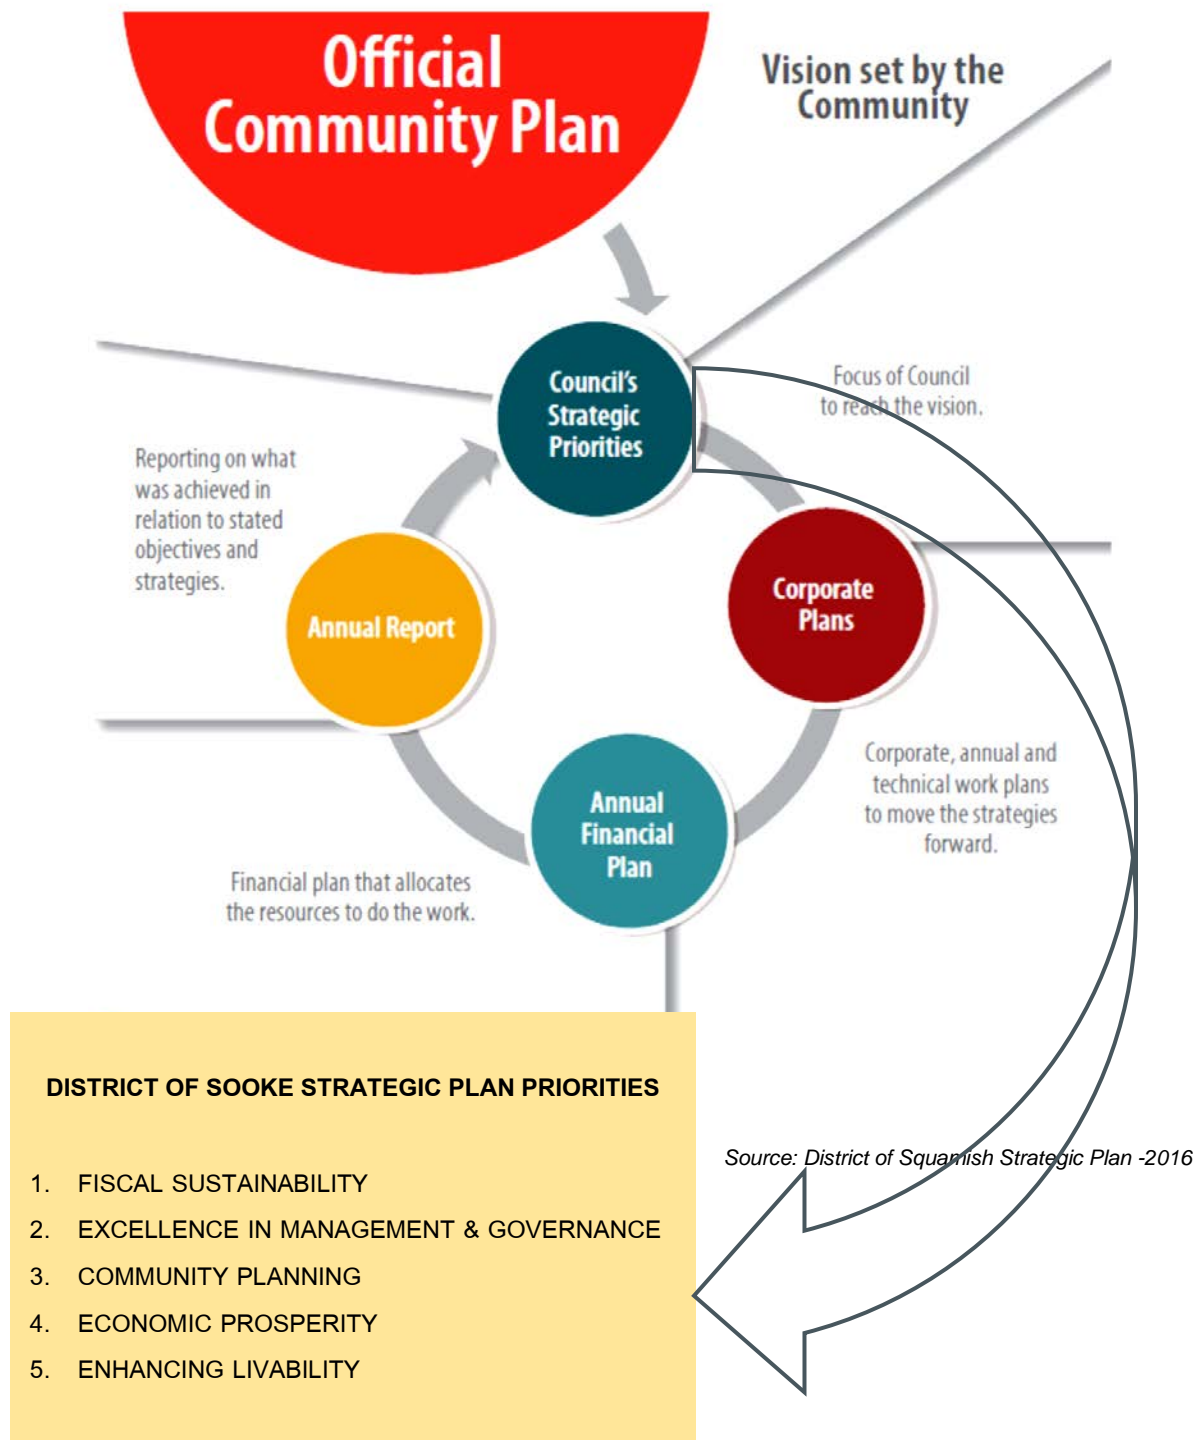 Official
Community Plan
Vision set by the
Community
Council's
Strategic
Priorities
Focus of Council
to reach the vision.
Reporting on what
was achieved in
relation to stated
objectives and
strategies.
Corporate
Plans
Annual Report
Corporate, annual and
technical work plans
to move the strategies
forward.
Annual
Financial
Plan
Financial plan that allocates
the resources to do the work.
DISTRICT OF SOOKE STRATEGIC PLAN PRIORITIES
Source: District of Squamish Strategic Plan -2016
1. FISCAL SUSTAINABILITY
2. EXCELLENCE IN MANAGEMENT & GOVERNANCE
3. COMMUNITY PLANNING
4. ECONOMIC PROSPERITY
5. ENHANCING LIVABILITY